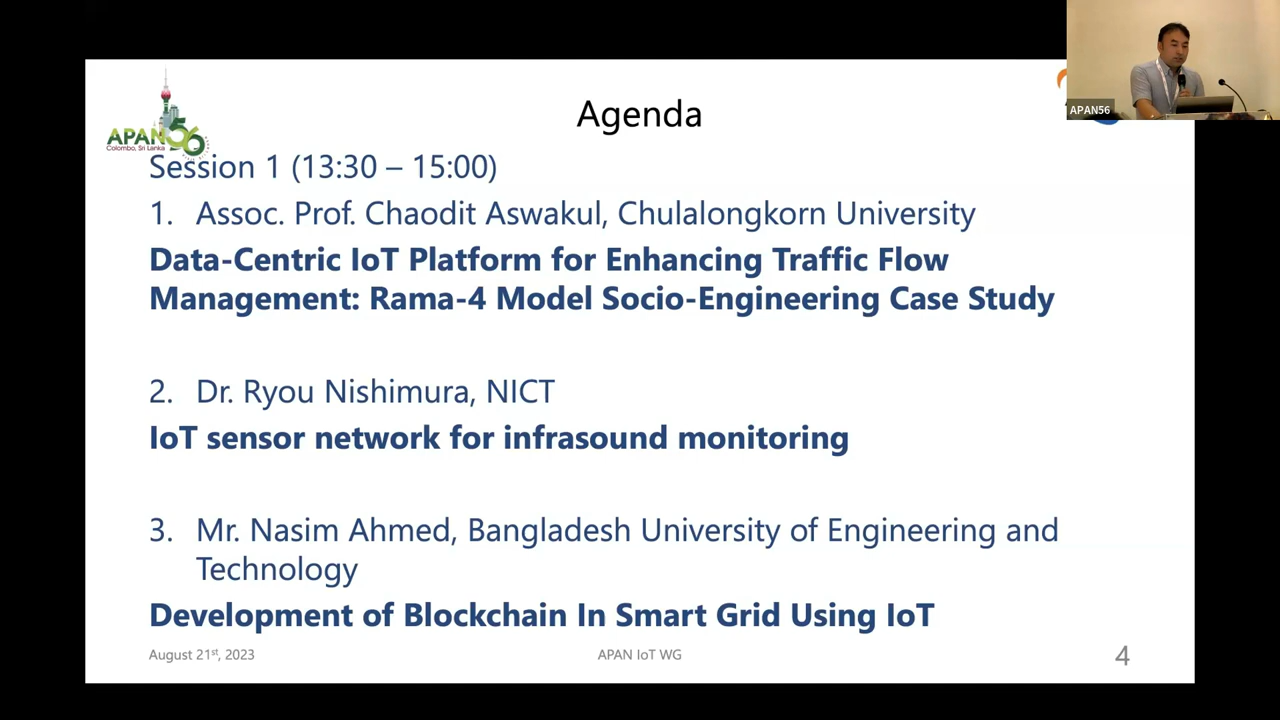 APAN56
APAN 56
Colombo, Sri Lanka
Agenda
Session 1 (13:30 – 15:00)
1. Assoc. Prof. Chaodit Aswakul, Chulalongkorn University
Data-Centric IoT Platform for Enhancing Traffic Flow
Management: Rama-4 Model Socio-Engineering Case Study
2. Dr. Ryou Nishimura, NICT
IoT sensor network for infrasound monitoring
3. Mr. Nasim Ahmed, Bangladesh University of Engineering and
Technology
Development of Blockchain In Smart Grid Using IoT
August 21st, 2023
APAN IoT WG
4